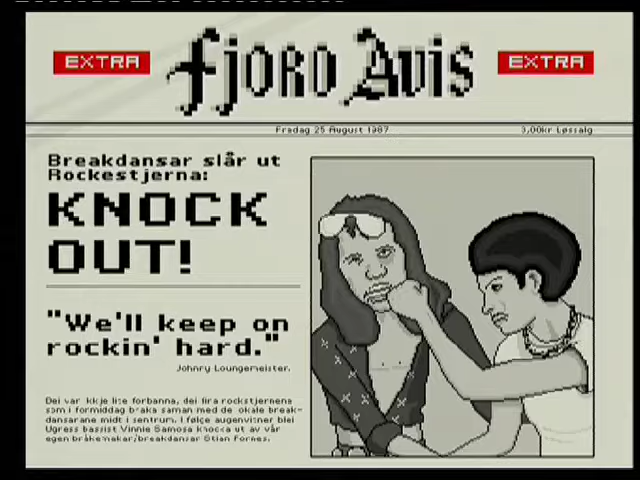 EXTRA
Fjord Avis
EXTRA
Fredag 25 August 1987
3,00kr Løssalg
Breakdansar slår ut
Rockestjerna:
KNOCK
OUT!
"We'll keep on
rockin' hard."
Johnny Loungemeister.
Dei var ikkje lite forbanna, dei fira rockstjernene
som i formiddag braka saman med de lokale break-
dansarane midt i sentrum. I følge augenvitner blei
Ugress bassist Vinnie Samosa knocka ut av vår
egen bråkemakar/breakdansar Stian Fornes.